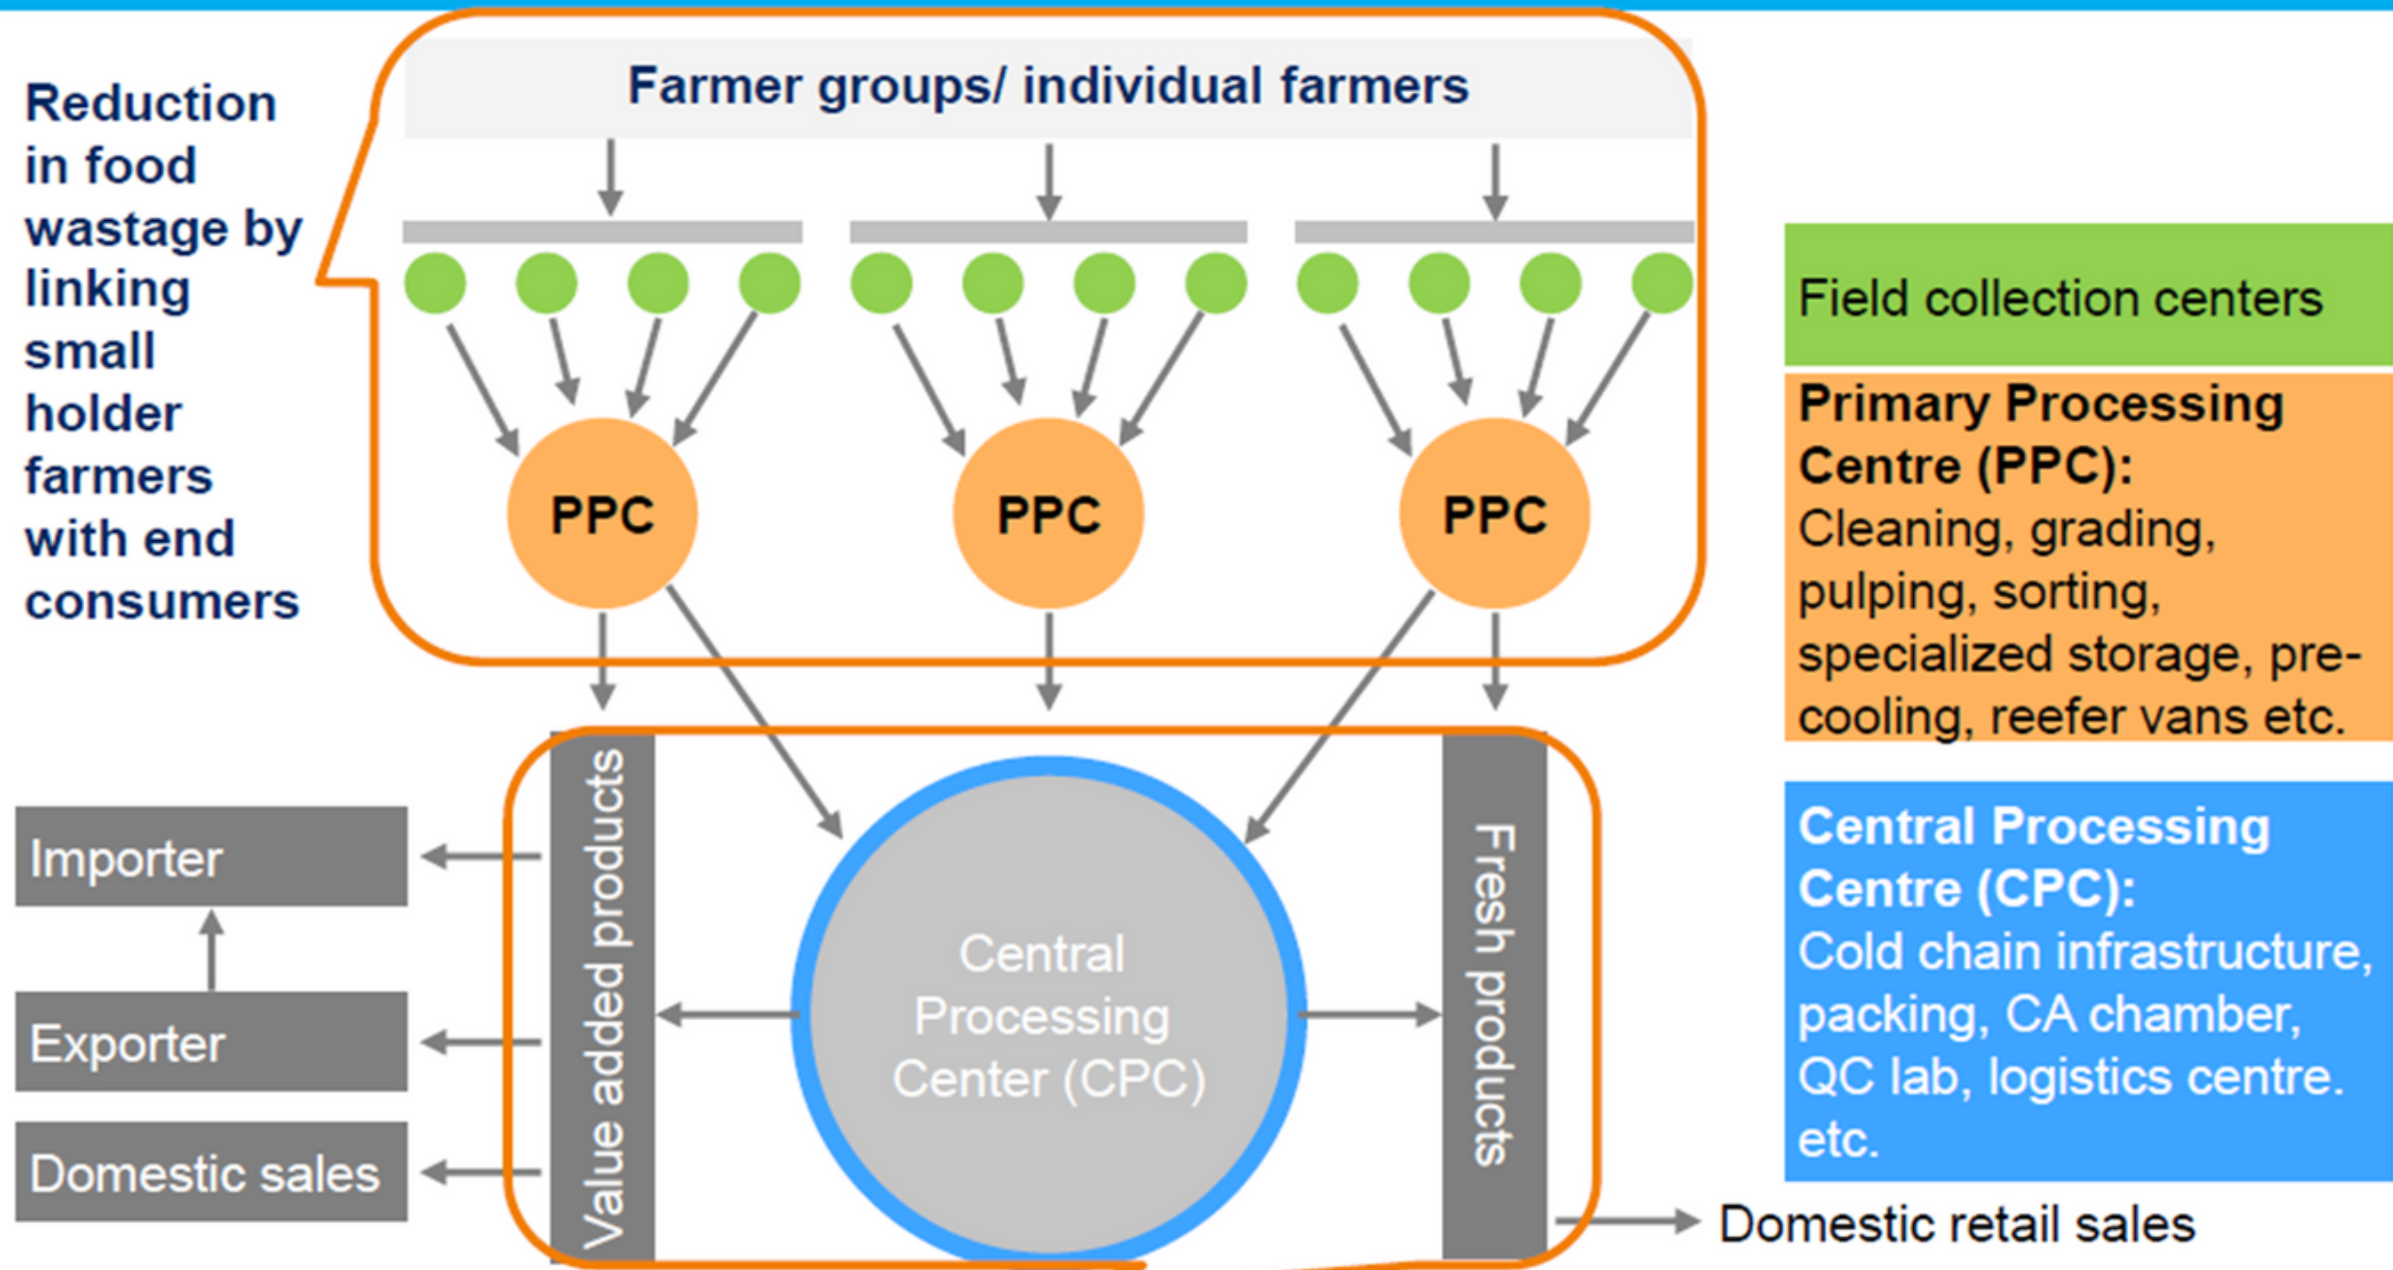 Farmer groups/ individual farmers
Reduction
in food
wastage by
linking
small
holder
farmers
with end
consumers
PPC
PPC
PPC
Field collection centers
Primary Processing
Centre (PPC):
Cleaning, grading,
pulping, sorting,
specialized storage, pre-
cooling, reefer vans etc.
Importer
Exporter
Domestic sales
Value added products
Central
Processing
Center (CPC)
Fresh products
Central Processing
Centre (CPC):
Cold chain infrastructure,
packing, CA chamber,
QC lab, logistics centre.
etc.
Domestic retail sales